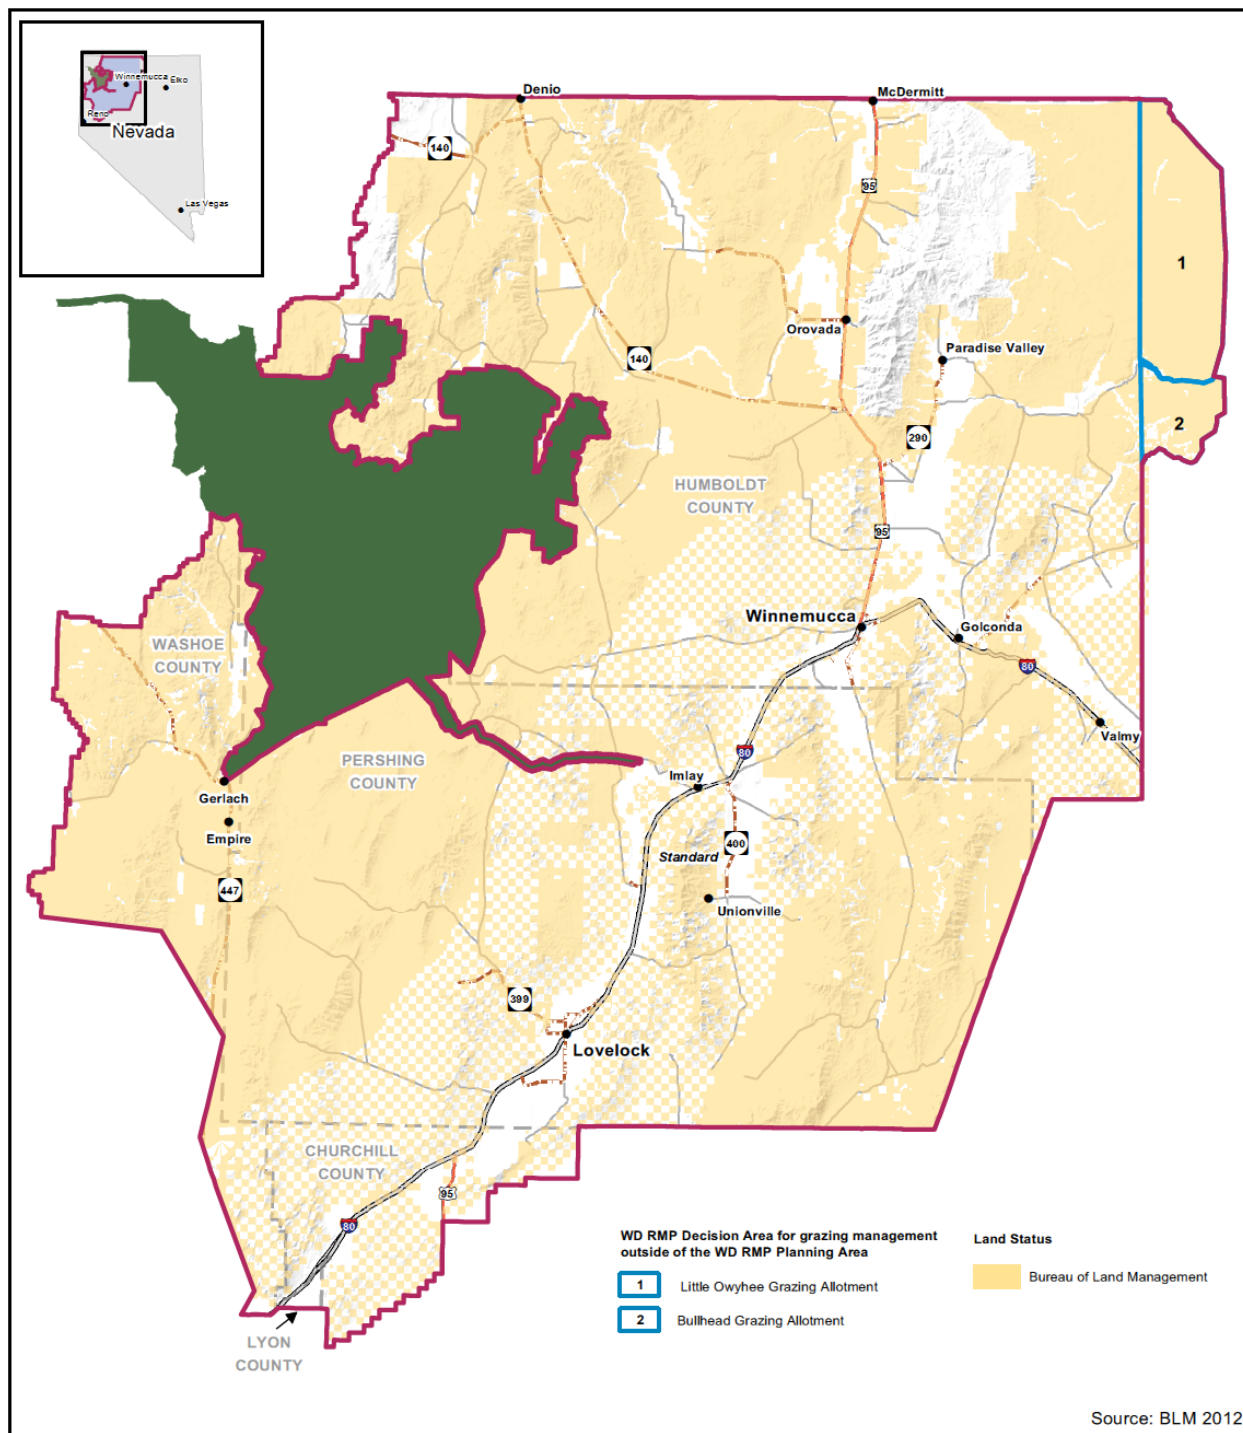 Winnemucca
Elko
Reno
Nevada
Las Vegas
Denio
McDermitt
140
95
1
Orovada
Paradise Valley
140
2
290
HUMBOLDT
COUNTY
95
Winnemucca
Golconda
WASHOE
COUNTY
80
Valmy
PERSHING
COUNTY
80
Imlay
Gerlach
Empire
Standard
400
447
Unionville
399
Lovelock
CHURCHILL
COUNTY
95
80
LYON
COUNTY
WD RMP Decision Area for grazing management
outside of the WD RMP Planning Area
1 Little Owyhee Grazing Allotment
2 Bullhead Grazing Allotment
Land Status
Bureau of Land Management
Source: BLM 2012